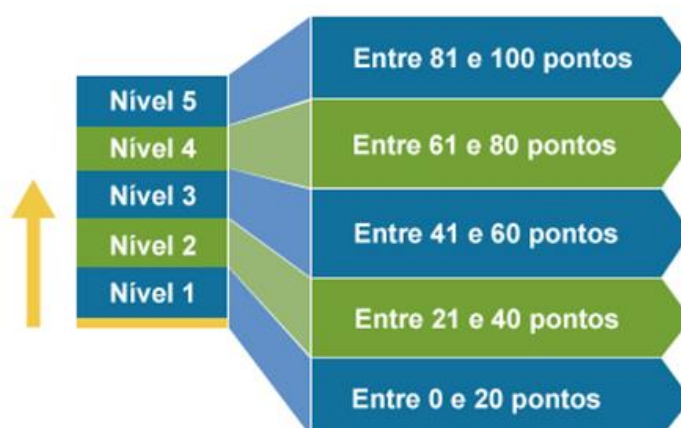 Nível 5
Nível 4
Nível 3
Nível 2
Nível 1
Entre 81 e 100 pontos
Entre 61 e 80 pontos
Entre 41 e 60 pontos
Entre 21 e 40 pontos
Entre 0 e 20 pontos